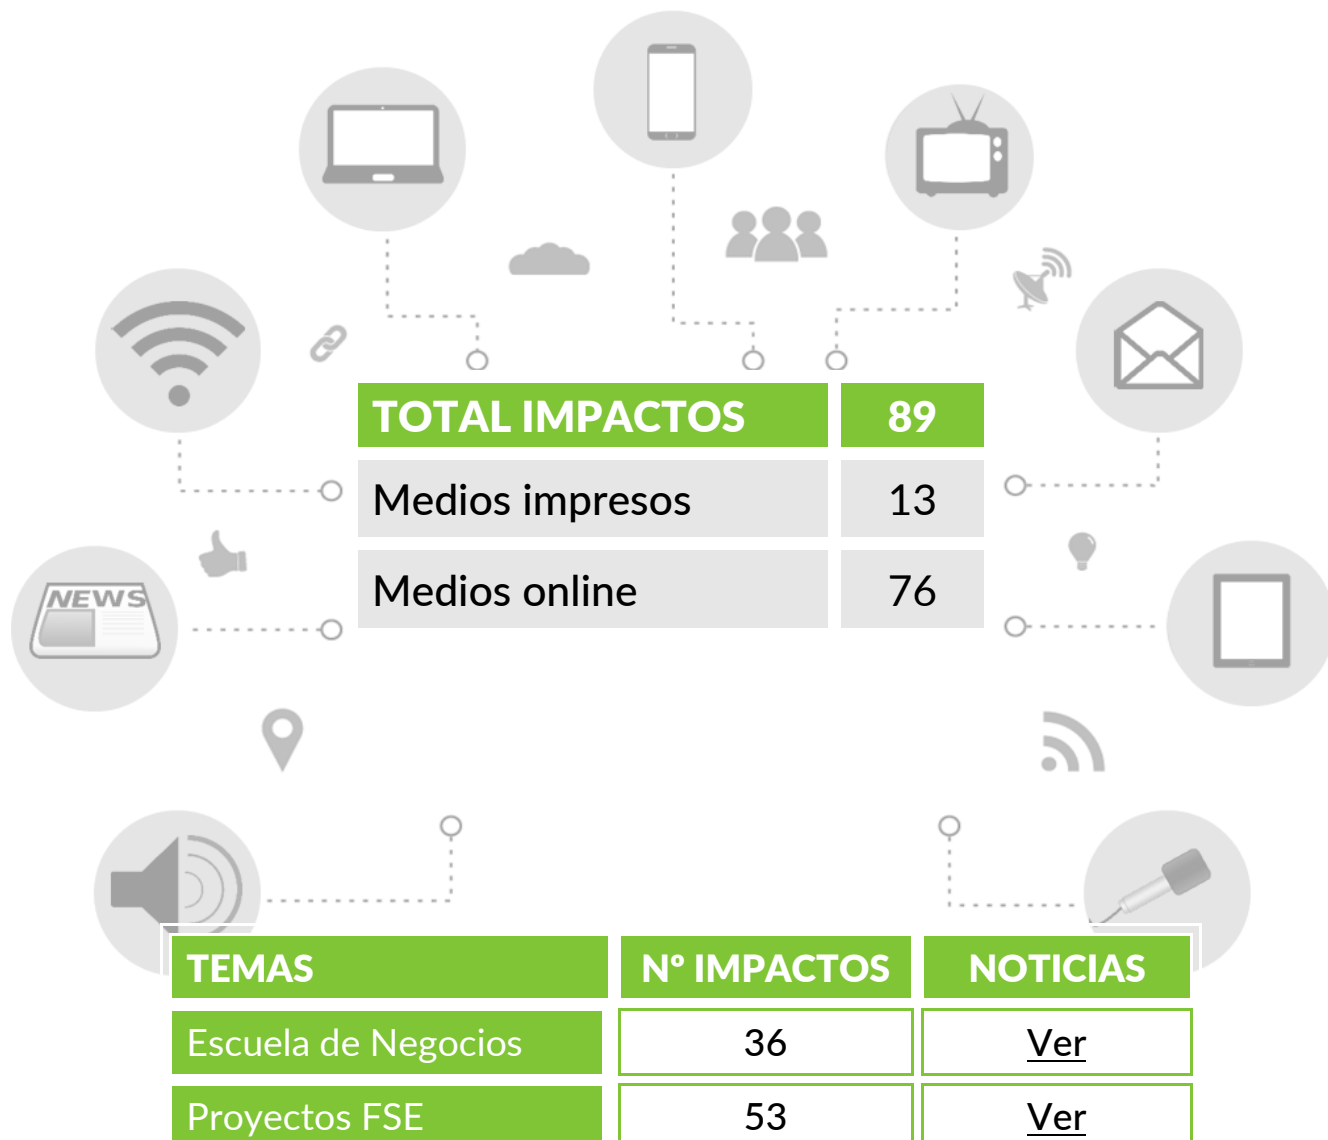 TOTAL IMPACTOS 89
Medios impresos 13
Medios online 76
NEWS
TEMAS Nº IMPACTOS NOTICIAS
Escuela de Negocios 36 Ver
Proyectos FSE 53 Ver